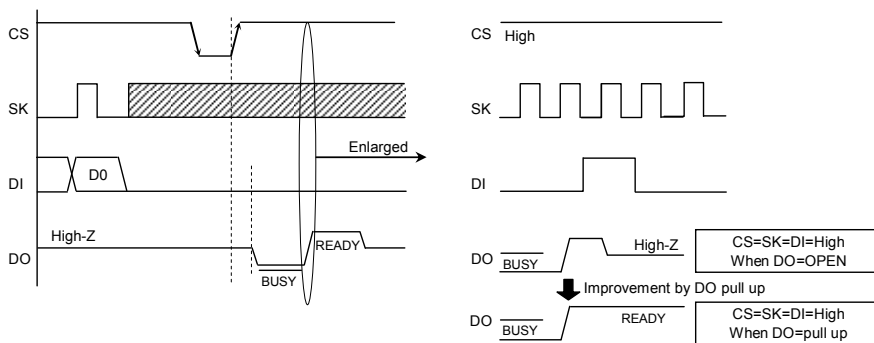 CS
SK
DI
D0
DO
High-Z
BUSY
READY
Enlarged
CS
High
SK
DI
DO
BUSY
High-Z
CS=SK=DI=High
When DO=OPEN
Improvement by DO pull up
DO
BUSY
READY
CS=SK=DI=High
When DO=pull up